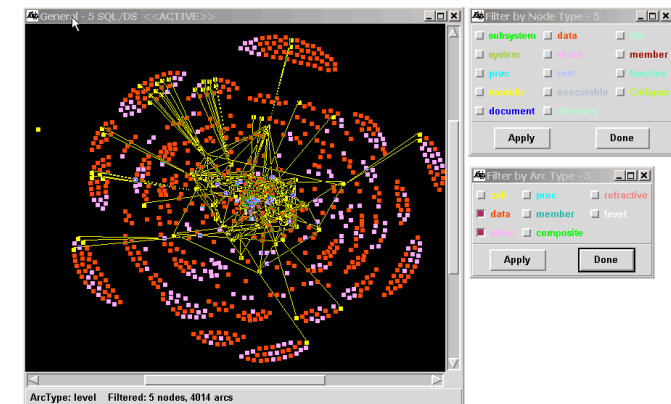 General - 5 SQL/DS <<ACTIVE>>
ArcType: level Filtered: 5 nodes, 4014 arcs
Filter by Node Type - 5
subsystem data file
system struct member
proc root function
module executable Collapse
document directory
Apply Done
Filter by Arc Type - 5
call proc refractive
data member level
struct composite
Apply Done